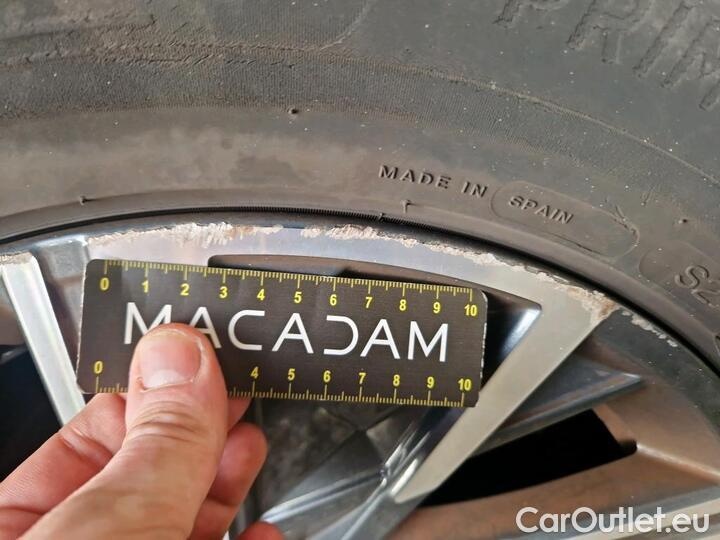 PRIM
MADE IN SPAIN
S2
0 1 2 3 4 5 6 7 8 9 10
MACADAM
0 4 5 6 7 8 9 10
CarOutlet.eu